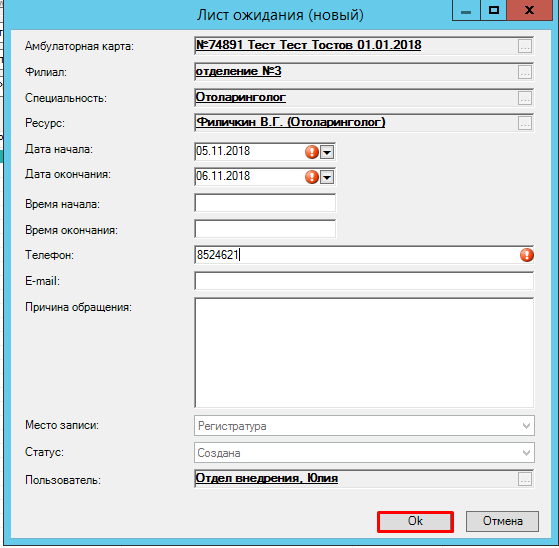 Лист ожидания (новый)
Амбулаторная карта: №74891 Тест Тест Тостов 01.01.2018 ...
Филиал: отделение №3 ...
Специальность: Отоларинголог ...
Ресурс: Филичкин В.Г. (Отоларинголог) ...
Дата начала: 05.11.2018
Дата окончания: 06.11.2018
Время начала:
Время окончания:
Телефон: 8524621
E-mail:
Причина обращения:
Место записи: Регистратура
Статус: Создана
Пользователь: Отдел внедрения, Юлия ...
Ok Отмена